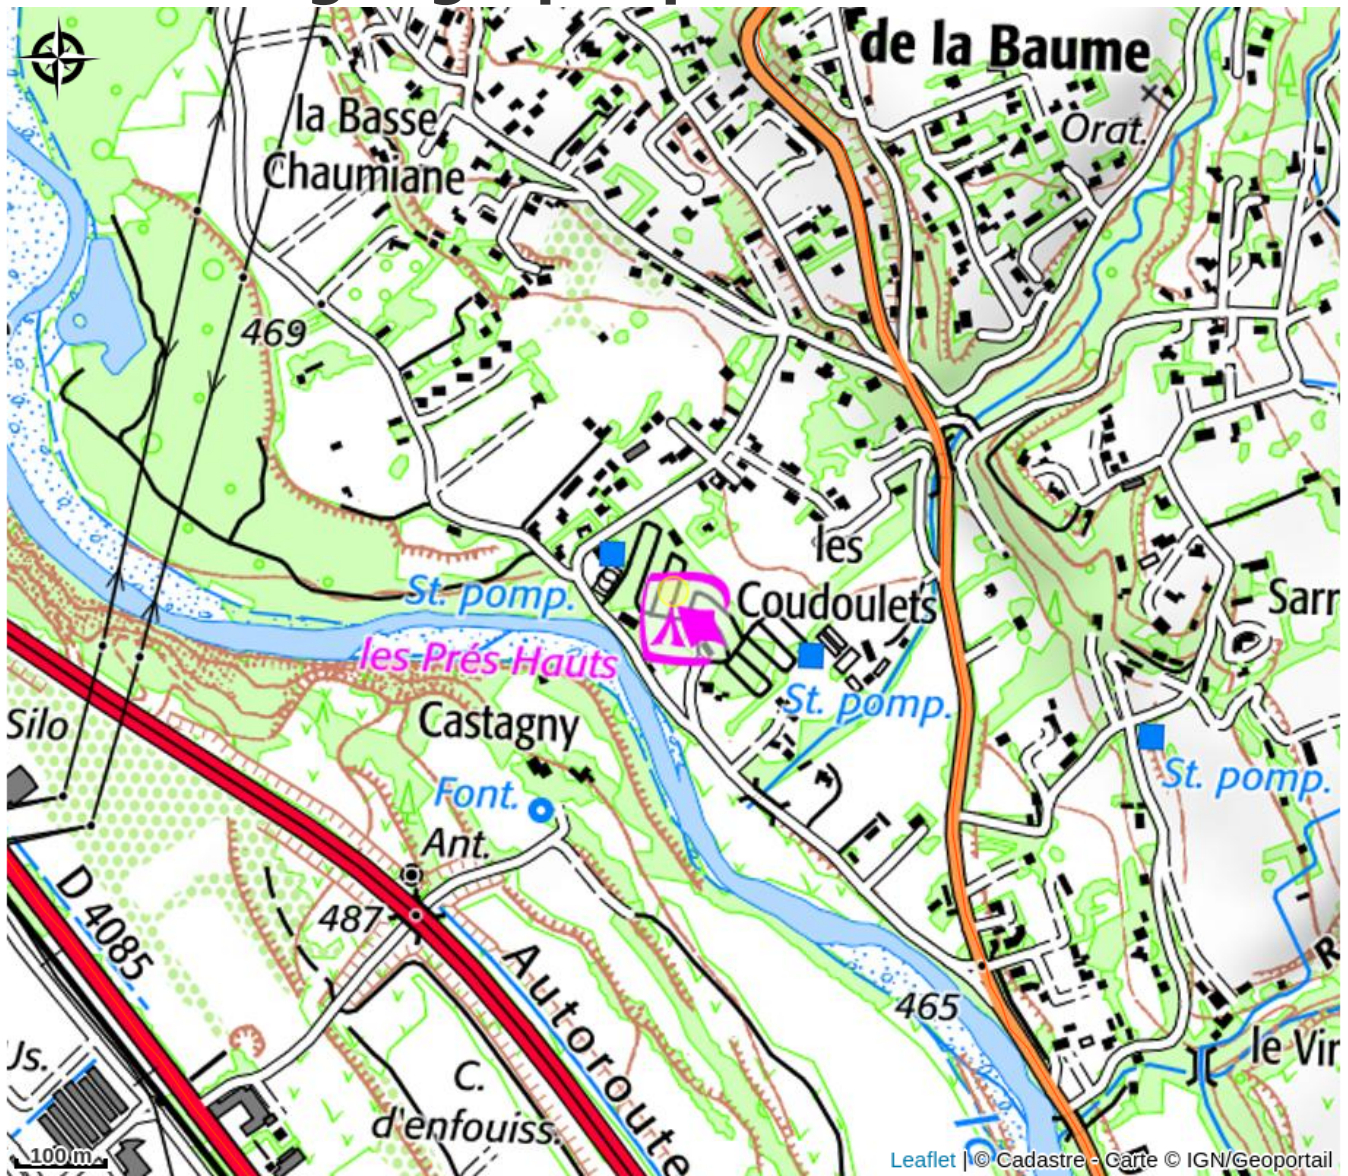 de la Baume
la Basse
Chaumiane
Orat.
469
les
Coudoulets
St. pomp.
les Prés Hauts
Sarr
St. pomp.
Silo
Castagny
St. pomp.
Font.
Ant.
487
D 4085
Autoroute
465
le Vir
Us.
C.
d'enfouiss.
100 m
Leaflet | © Cadastre - Carte © IGN/Geoportail